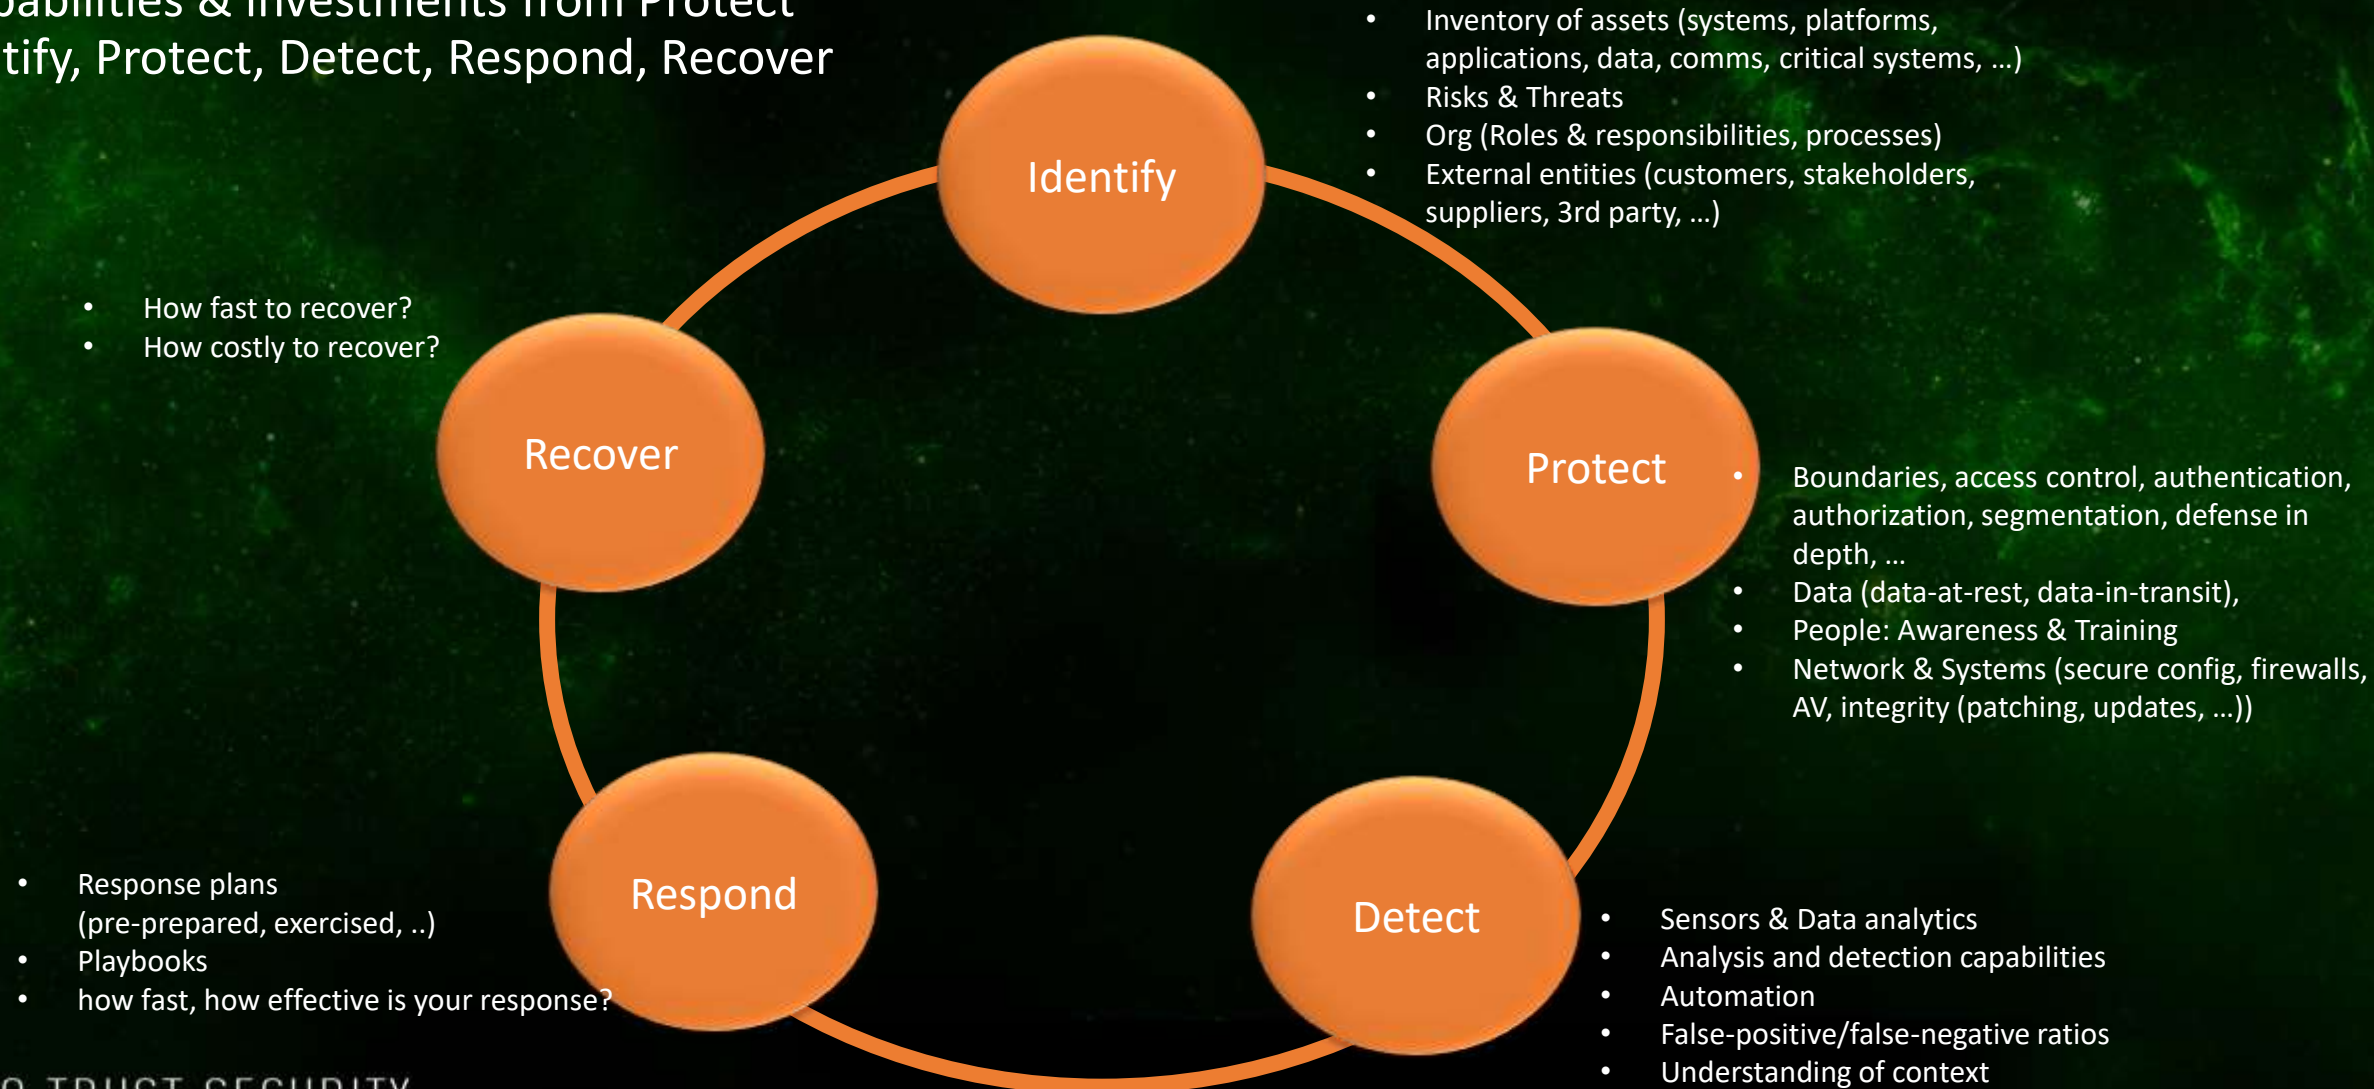 & Investments from Protect
Protect, Detect, Respond, Recover
• Inventory of assets (systems, platforms,
applications, data, comms, critical systems, …)
• Risks & Threats
• Org (Roles & responsibilities, processes)
• External entities (customers, stakeholders,
suppliers, 3rd party, …)
Identify
• How fast to recover?
• How costly to recover?
Recover
Protect
• Boundaries, access control, authentication,
authorization, segmentation, defense in
depth, …
• Data (data-at-rest, data-in-transit),
• People: Awareness & Training
• Network & Systems (secure config, firewalls,
AV, integrity (patching, updates, …))
• Response plans
(pre-prepared, exercised, ..)
• Playbooks
• how fast, how effective is your response?
Respond
Detect
• Sensors & Data analytics
• Analysis and detection capabilities
• Automation
• False-positive/false-negative ratios
• Understanding of context
TRUST SECURITY